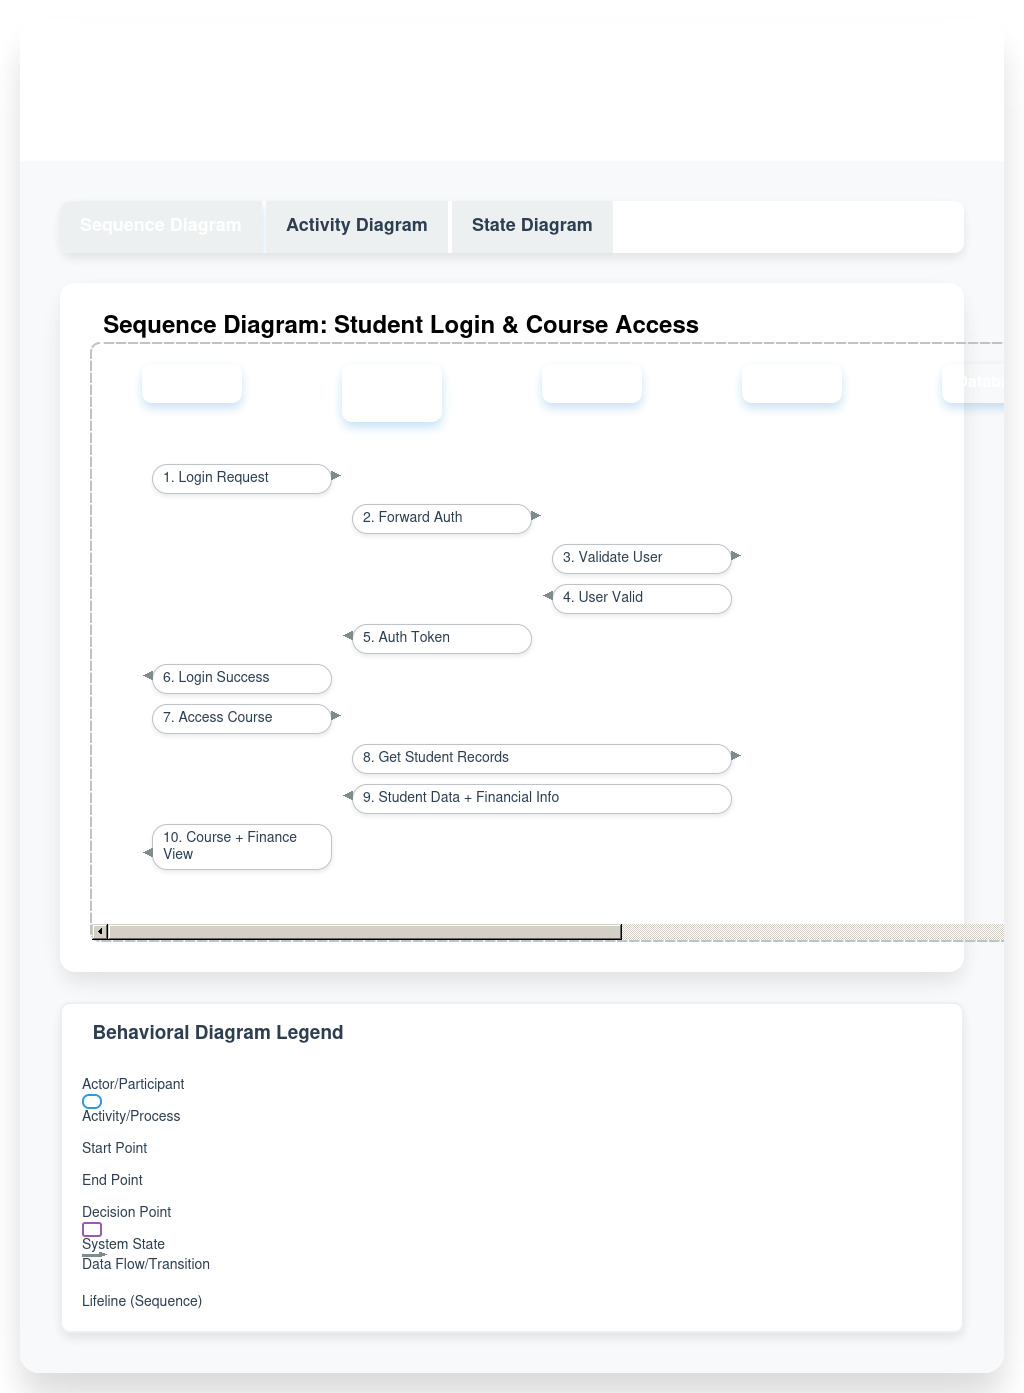 Sequence Diagram
Activity Diagram
State Diagram
Sequence Diagram: Student Login & Course Access
1. Login Request
2. Forward Auth
3. Validate User
4. User Valid
5. Auth Token
6. Login Success
7. Access Course
8. Get Student Records
9. Student Data + Financial Info
10. Course + Finance
View
Behavioral Diagram Legend
Actor/Participant
Activity/Process
Start Point
End Point
Decision Point
System State
Data Flow/Transition
Lifeline (Sequence)